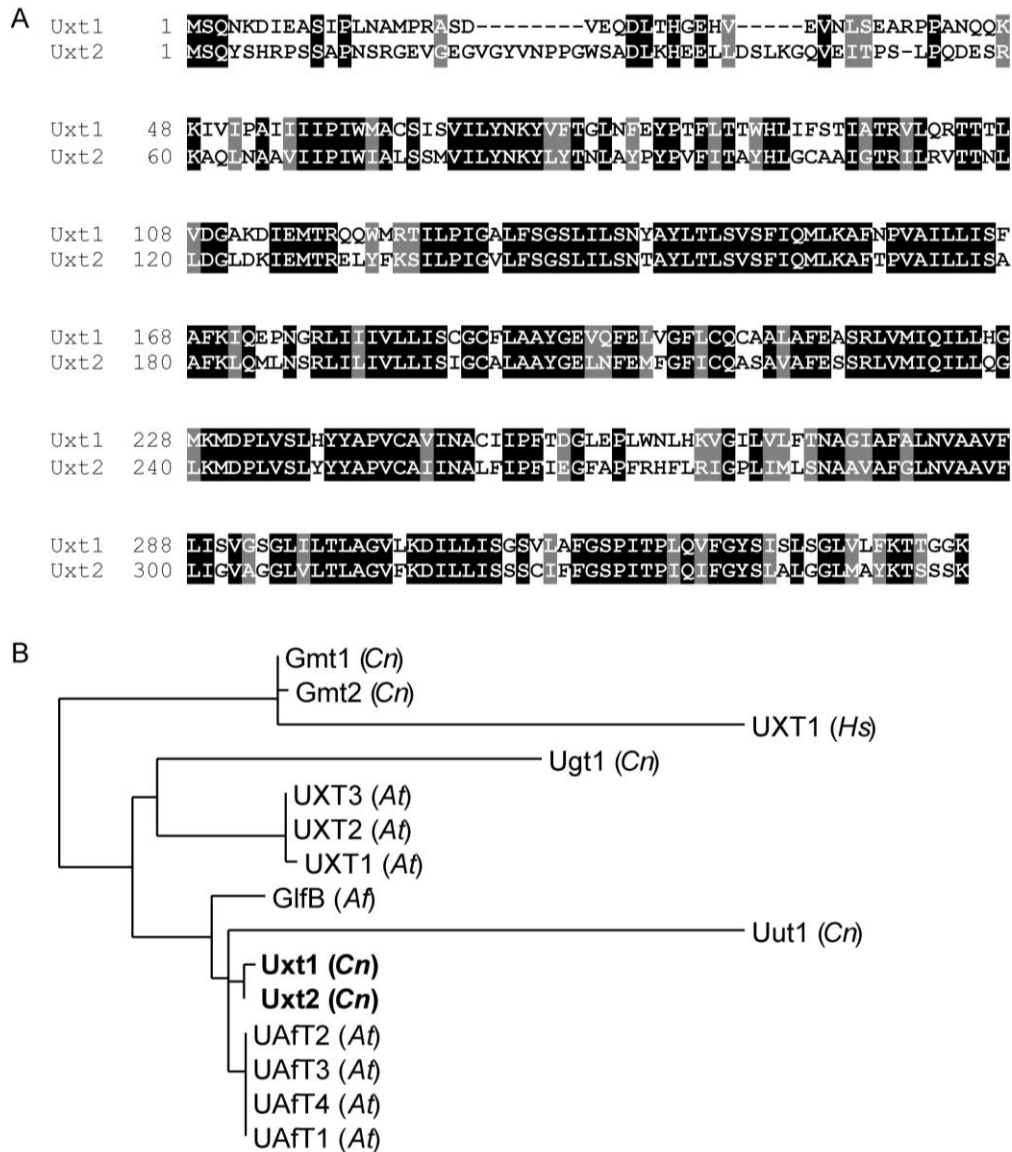 A
Uxt1 1 MSQNKDIEASIPLNAMPRASD--------VEQDLTHGEHV-----EVNLSEARPPANQQK
Uxt2 1 MSQYSHRPSSAPNSRGEVGEGVGYVNPPGWSADLKHEELLDSLKGQVEITPS-LPQDESR
Uxt1 48 KIVIPAIIIIPIWMACSISVILYNKYVFTGLNFEYPTFLTTWHLIFSTIATRVLQRTTTL
Uxt2 60 KAQLNAAVIIPIWIALSSMVILYNKYLYTNLAYPYPVFITAYHLGCAAIGTRILRVTTNL
Uxt1 108 VDGAKDIEMTRQQWMRTILPIGALFSGSLILSNYAYLTLSVSFIQMLKAFNPVAILLISF
Uxt2 120 LDGLDKIEMTRELYFKSILPIGVLFSGSLILSNTAYLTLSVSFIQMLKAFTPVAILLISA
Uxt1 168 AFKIQEPNGRLIIIVLLISCGCFLAAYGEVQFELVGFLCQCAALAFEASRLVMIQILLHG
Uxt2 180 AFKLQMLNSRLILIVLLISIGCALAAYGELNFEMFGFICQASAVAFESSRLVMIQILLQG
Uxt1 228 MKMDPLVSLHYYAPVCAVINACIIPFTDGLEPLWNLHKVGILVLFTNAGIAFALNVAAVF
Uxt2 240 LKMDPLVSLYYYAPVCAIINALFIPFIEGFAPFRHFLRIGPLIMLSNAAVAFGLNVAAVF
Uxt1 288 LISVGSGLILTLAGVLKDILLISGSVLAFGSPITPLQVFGYSISLSGLVLFKTTGGK
Uxt2 300 LIGVAGGLVLTLAGVFKDILLISSSCIFFGSPITPIQIFGYSLALGGLMAYKTSSSK
B
Gmt1 (Cn)
Gmt2 (Cn)
UXT1 (Hs)
Ugt1 (Cn)
UXT3 (At)
UXT2 (At)
UXT1 (At)
GlfB (Af)
Uut1 (Cn)
Uxt1 (Cn)
Uxt2 (Cn)
UAfT2 (At)
UAfT3 (At)
UAfT4 (At)
UAfT1 (At)